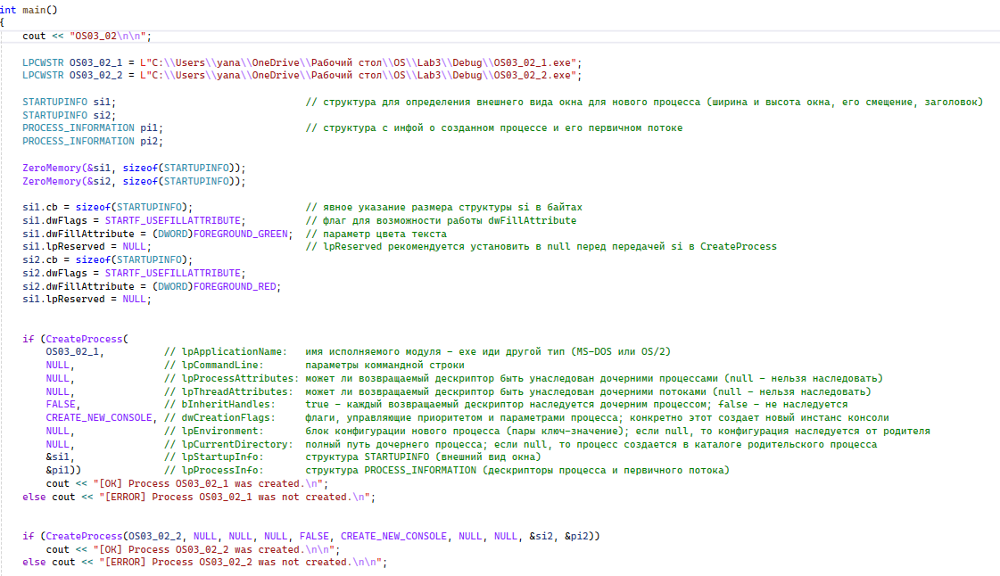 int main()
{
cout << "OS03_02\n\n";
LPCWSTR OS03_02_1 = L"C:\\Users\\yana\\OneDrive\\Рабочий стол\\OS\\Lab3\\Debug\\OS03_02_1.exe";
LPCWSTR OS03_02_2 = L"C:\\Users\\yana\\OneDrive\\Рабочий стол\\OS\\Lab3\\Debug\\OS03_02_2.exe";
STARTUPINFO si1; // структура для определения внешнего вида окна для нового процесса (ширина и высота окна, его смещение, заголовок)
STARTUPINFO si2;
PROCESS_INFORMATION pi1; // структура с инфой о созданном процессе и его первичном потоке
PROCESS_INFORMATION pi2;
ZeroMemory(&si1, sizeof(STARTUPINFO));
ZeroMemory(&si2, sizeof(STARTUPINFO));
si1.cb = sizeof(STARTUPINFO); // явное указание размера структуры si в байтах
si1.dwFlags = STARTF_USEFILLATTRIBUTE; // флаг для возможности работы dwFillAttribute
si1.dwFillAttribute = (DWORD)FOREGROUND_GREEN; // параметр цвета текста
si1.lpReserved = NULL; // lpReserved рекомендуется установить в null перед передачей si в CreateProcess
si2.cb = sizeof(STARTUPINFO);
si2.dwFlags = STARTF_USEFILLATTRIBUTE;
si2.dwFillAttribute = (DWORD)FOREGROUND_RED;
si1.lpReserved = NULL;
if (CreateProcess(
OS03_02_1, // lpApplicationName: имя исполняемого модуля – exe иди другой тип (MS-DOS или OS/2)
NULL, // lpCommandLine: параметры коммандной строки
NULL, // lpProcessAttributes: может ли возвращаемый дескриптор быть унаследован дочерними процессами (null – нельзя наследовать)
NULL, // lpThreadAttributes: может ли возвращаемый дескриптор быть унаследован дочерними потоками (null – нельзя наследовать)
FALSE, // bInheritHandles: true – каждый возвращаемый дескриптор наследуется дочерним процессом; false – не наследуется
CREATE_NEW_CONSOLE, // dwCreationFlags: флаги, управляющие приоритетом и параметрами процесса; конкретно этот создает новый инстанс консоли
NULL, // lpEnvironment: блок конфигурации нового процесса (пары ключ–значение); если null, то конфигурация наследуется от родителя
NULL, // lpCurrentDirectory: полный путь дочернего процесса; если null, то процесс создается в каталоге родительского процесса
&si1, // lpStartupInfo: структура STARTUPINFO (внешний вид окна)
&pi1)) // lpProcessInfo: структура PROCESS_INFORMATION (дескрипторы процесса и первичного потока)
cout << "[OK] Process OS03_02_1 was created.\n";
else cout << "[ERROR] Process OS03_02_1 was not created.\n";
if (CreateProcess(OS03_02_2, NULL, NULL, NULL, FALSE, CREATE_NEW_CONSOLE, NULL, NULL, &si2, &pi2))
cout << "[OK] Process OS03_02_2 was created.\n\n";
else cout << "[ERROR] Process OS03_02_2 was not created.\n\n";